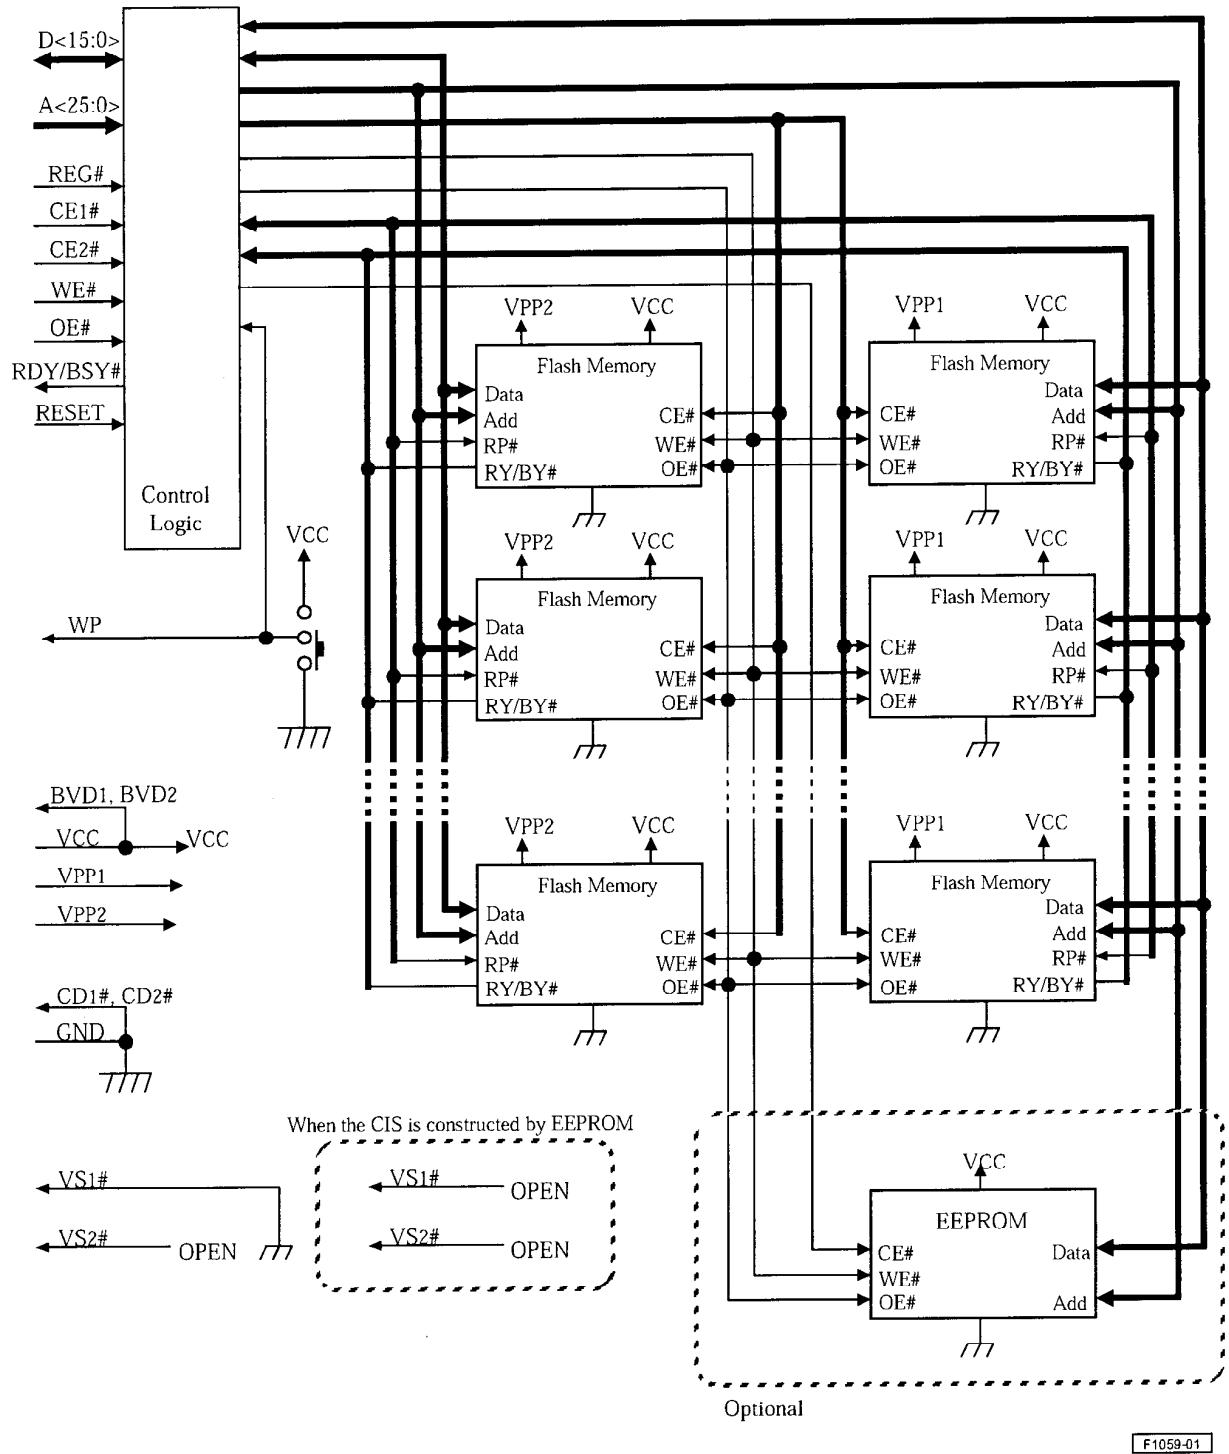 D<15:0>
A<25:0>
REG#
CE1#
CE2#
WE#
OE#
RDY/BSY#
RESET
Control
Logic
VCC
WP
BVD1, BVD2
VCC
VCC
VPP1
VPP2
CD1#, CD2#
GND
VS1#
VS2#
OPEN
When the CIS is constructed by EEPROM
VS1#
OPEN
VS2#
OPEN
VPP2
VCC
Flash Memory
Data
Add
RP#
RY/BY#
CE#
WE#
OE#
VPP1
VCC
Flash Memory
CE#
WE#
OE#
Data
Add
RP#
RY/BY#
VPP2
VCC
Flash Memory
Data
Add
RP#
RY/BY#
CE#
WE#
OE#
VPP1
VCC
Flash Memory
CE#
WE#
OE#
Data
Add
RP#
RY/BY#
VPP2
VCC
Flash Memory
Data
Add
RP#
RY/BY#
CE#
WE#
OE#
VPP1
VCC
Flash Memory
CE#
WE#
OE#
Data
Add
RP#
RY/BY#
VCC
EEPROM
CE#
WE#
OE#
Data
Add
Optional
F1059-01